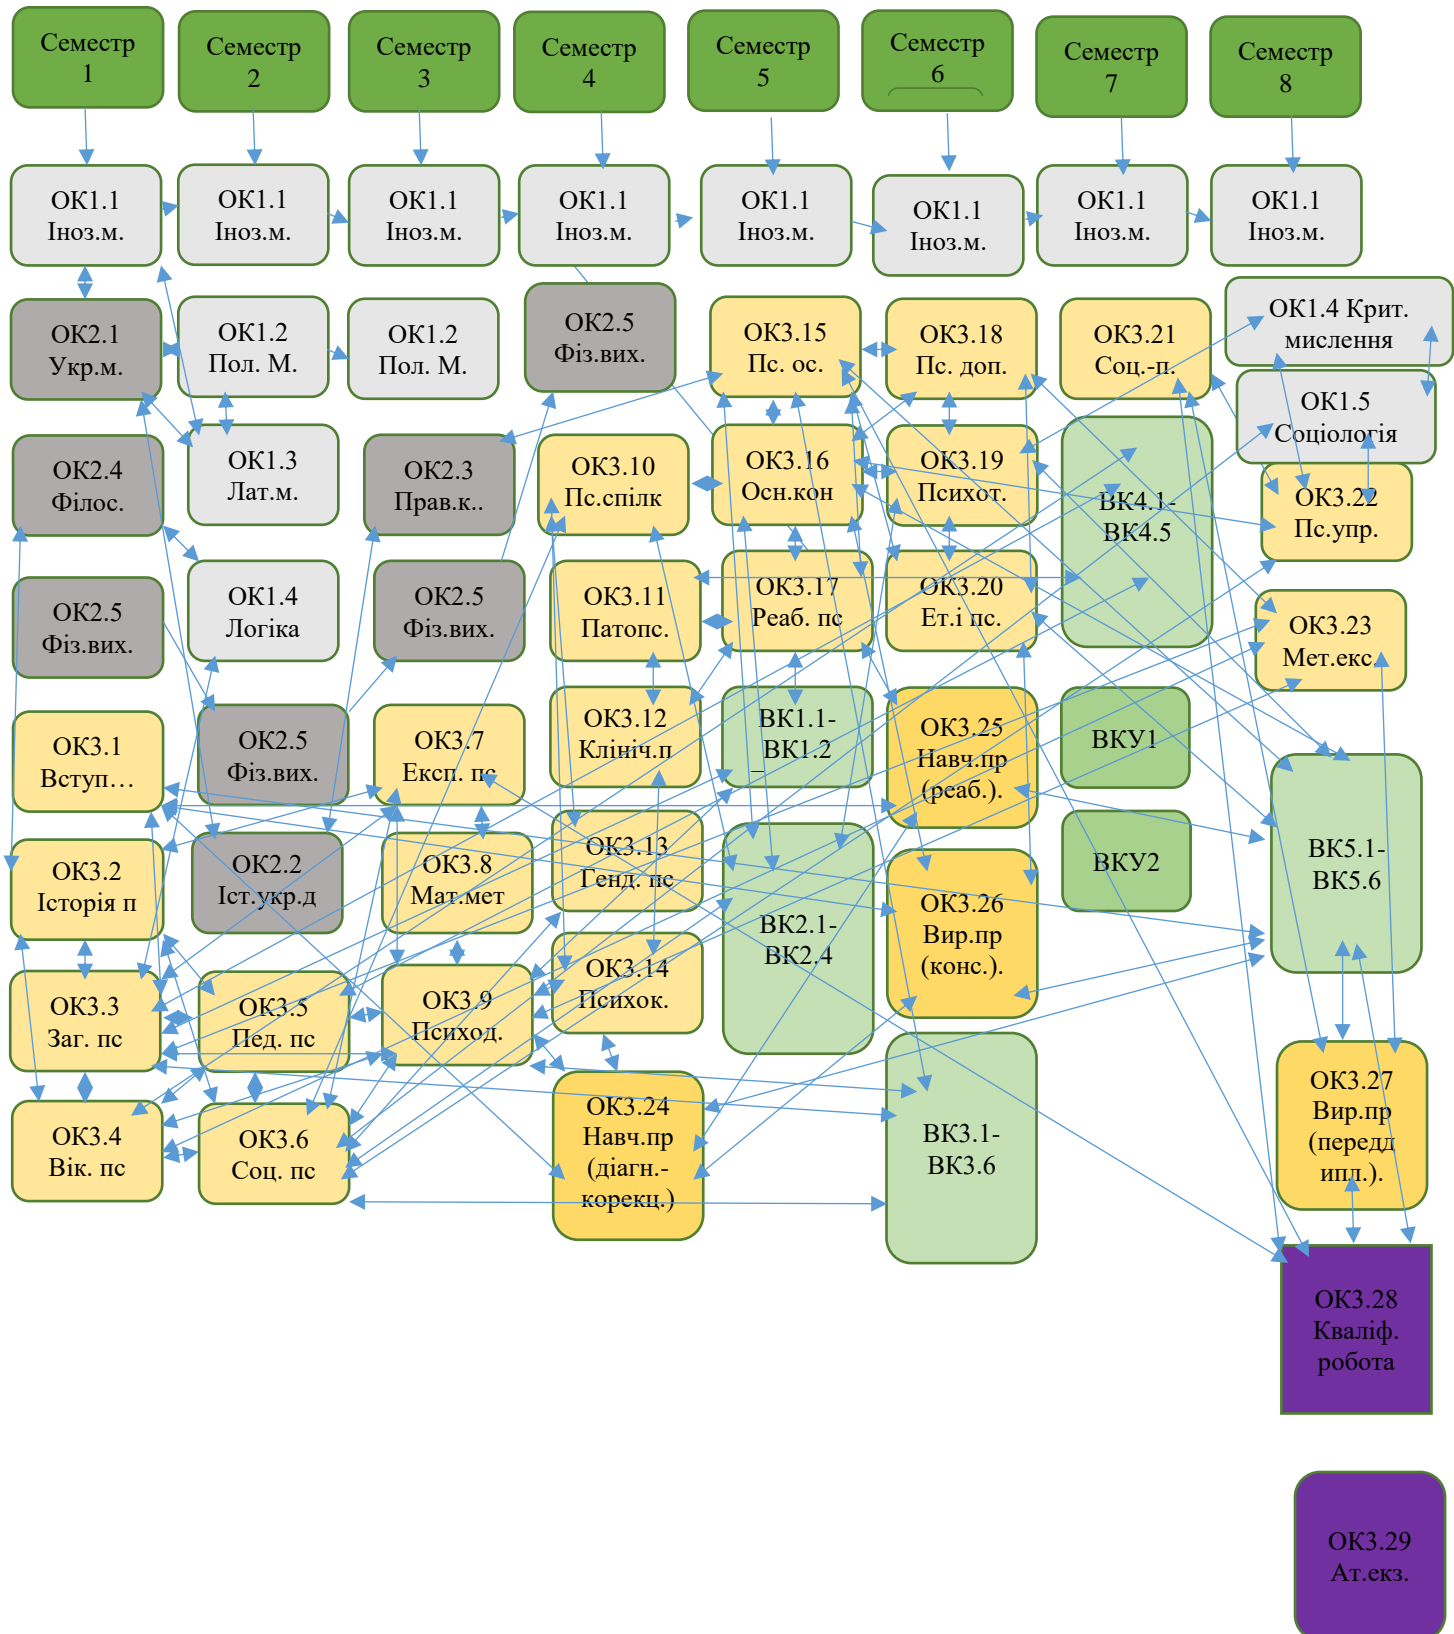 Семестр
1
Семестр
2
Семестр
3
Семестр
4
Семестр
5
Семестр
6
Семестр
7
Семестр
8
ОК1.1
Іноз.м.
ОК1.1
Іноз.м.
ОК1.1
Іноз.м.
ОК1.1
Іноз.м.
ОК1.1
Іноз.м.
ОК1.1
Іноз.м.
ОК1.1
Іноз.м.
ОК1.1
Іноз.м.
ОК2.1
Укр.м.
ОК1.2
Пол. М.
ОК1.2
Пол. М.
ОК2.5
Фіз.вих.
ОК3.15
Пс. ос.
ОК3.18
Пс. доп.
ОК3.21
Соц.-п.
ОК1.4 Крит.
мислення
ОК1.5
Соціологія
ОК2.4
Філос.
ОК1.3
Лат.м.
ОК2.3
Прав.к..
ОК3.10
Пс.спілк
ОК3.16
Осн.кон
ОК3.19
Психот.
ВК4.1-
ВК4.5
ОК3.22
Пс.упр.
ОК2.5
Фіз.вих.
ОК1.4
Логіка
ОК2.5
Фіз.вих.
ОК3.11
Патопс.
ОК3.17
Реаб. пс
ОК3.20
Ет.і пс.
ОК3.23
Мет.екс.
ОК3.1
Вступ…
ОК2.5
Фіз.вих.
ОК3.7
Експ. пс
ОК3.12
Клініч.п
ВК1.1-
_ВК1.2
ОК3.25
Навч.пр
(реаб.).
ВКУ1
ВК5.1-
ВК5.6
ОК3.2
Історія п
ОК2.2
Іст.укр.д
ОК3.8
Мат.мет
ОК3.13
Генд. пс
ВК2.1-
ВК2.4
ОК3.26
Вир.пр
(конс.).
ВКУ2
ОК3.3
Заг. пс
ОК3.5
Пед. пс
ОК3.9
Психод.
ОК3.14
Психок.
ОК3.4
Вік. пс
ОК3.6
Соц. пс
ОК3.24
Навч.пр
(діагн.-
корекц.)
ВК3.1-
ВК3.6
ОК3.27
Вир.пр
(передд
ипл.).
ОК3.28
Кваліф.
робота
ОК3.29
Ат.екз.